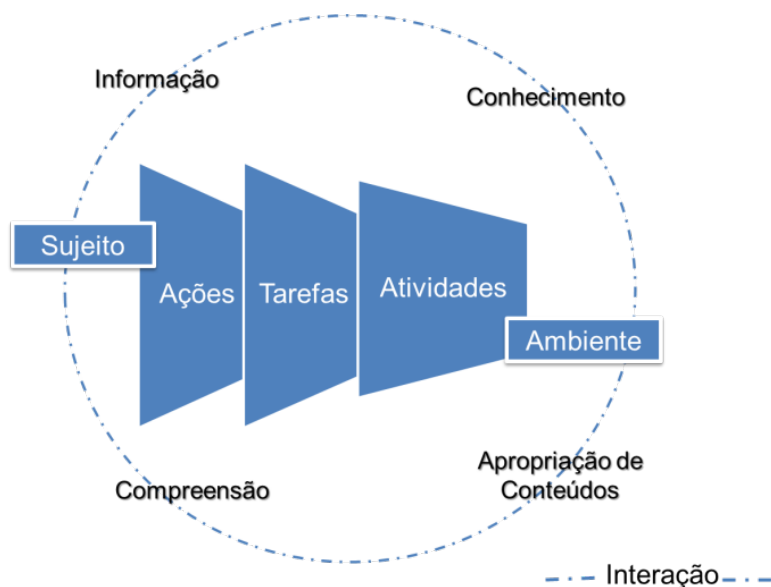 Informação
Conhecimento
Sujeito
Ações
Tarefas
Atividades
Ambiente
Compreensão
Apropriação de
Conteúdos
Interação